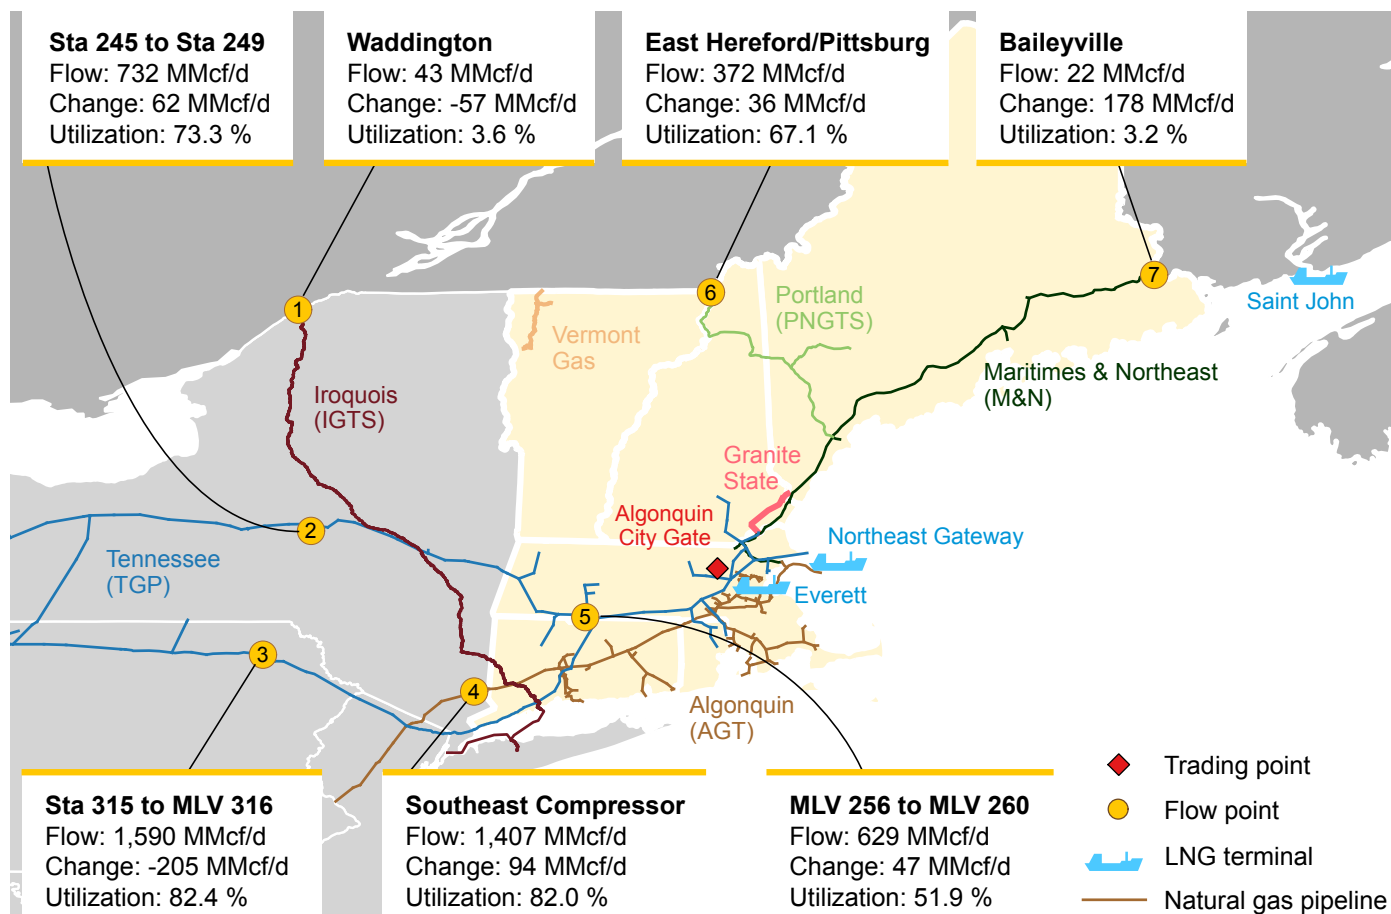 Sta 245 to Sta 249
Flow: 732 MMcf/d
Change: 62 MMcf/d
Utilization: 73.3 %
Waddington
Flow: 43 MMcf/d
Change: -57 MMcf/d
Utilization: 3.6 %
East Hereford/Pittsburg
Flow: 372 MMcf/d
Change: 36 MMcf/d
Utilization: 67.1 %
Baileyville
Flow: 22 MMcf/d
Change: 178 MMcf/d
Utilization: 3.2 %
1
6
7
Portland
(PNGTS)
Saint John
Vermont
Gas
Maritimes & Northeast
(M&N)
Iroquois
(IGTS)
Granite
State
Algonquin
City Gate
2
Northeast Gateway
Tennessee
(TGP)
Everett
5
3
4
Algonquin
(AGT)
Sta 315 to MLV 316
Flow: 1,590 MMcf/d
Change: -205 MMcf/d
Utilization: 82.4 %
Southeast Compressor
Flow: 1,407 MMcf/d
Change: 94 MMcf/d
Utilization: 82.0 %
MLV 256 to MLV 260
Flow: 629 MMcf/d
Change: 47 MMcf/d
Utilization: 51.9 %
Trading point
Flow point
LNG terminal
Natural gas pipeline